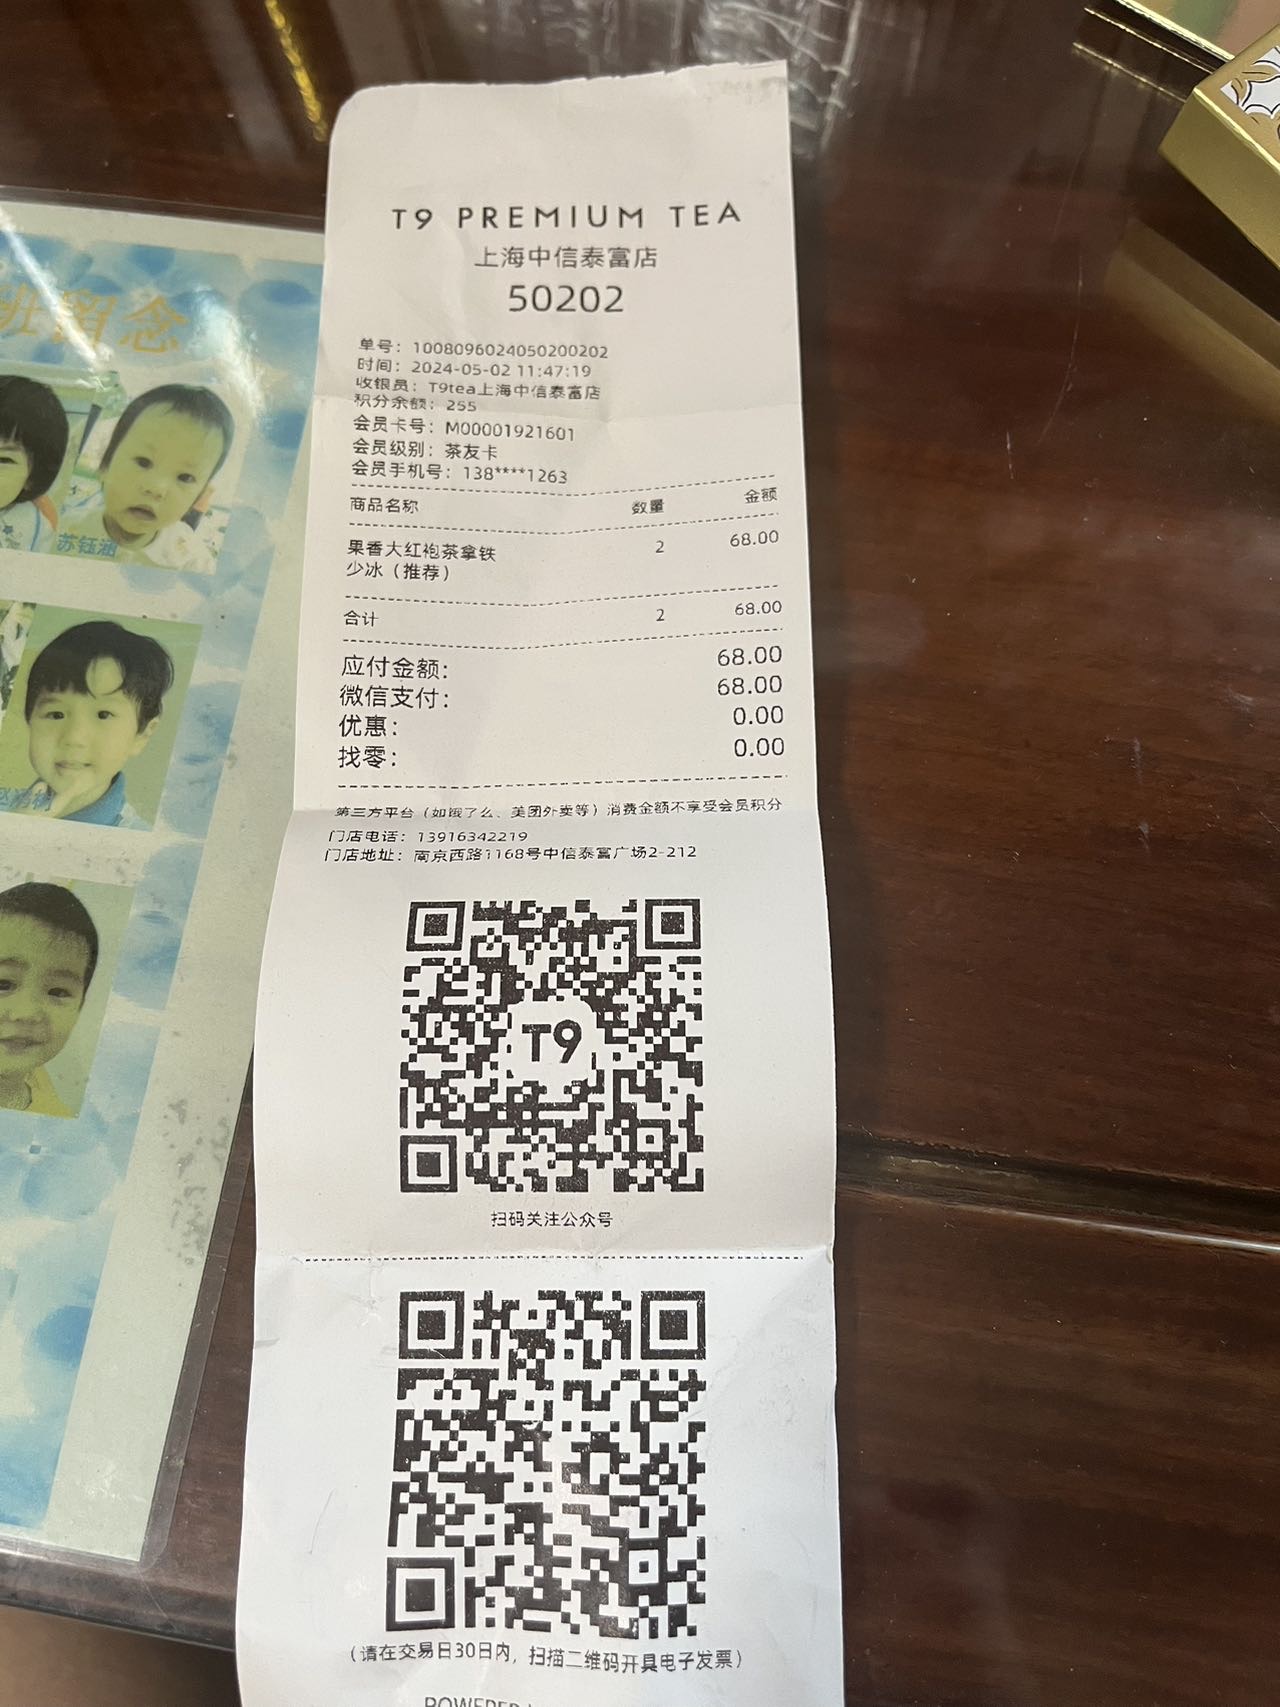 T9 PREMIUM TEA
上海中信泰富店
50202
单号：1008096024050200202
时间：2024-05-02 11:47:19
收银员：T9tea上海中信泰富店
积分余额：255
会员卡号：M00001921601
会员级别：茶友卡
会员手机号：138****1263
商品名称 数量 金额
果香大红袍茶拿铁 2 68.00
少冰（推荐）
合计 2 68.00
应付金额： 68.00
微信支付： 68.00
优惠： 0.00
找零： 0.00
第三方平台（如饿了么、美团外卖等）消费金额不享受会员积分
门店电话：13916342219
门店地址：南京西路1168号中信泰富广场2-212
T9
扫码关注公众号
（请在交易日30日内，扫描二维码开具电子发票）
POWERED
班留念
苏钰涵